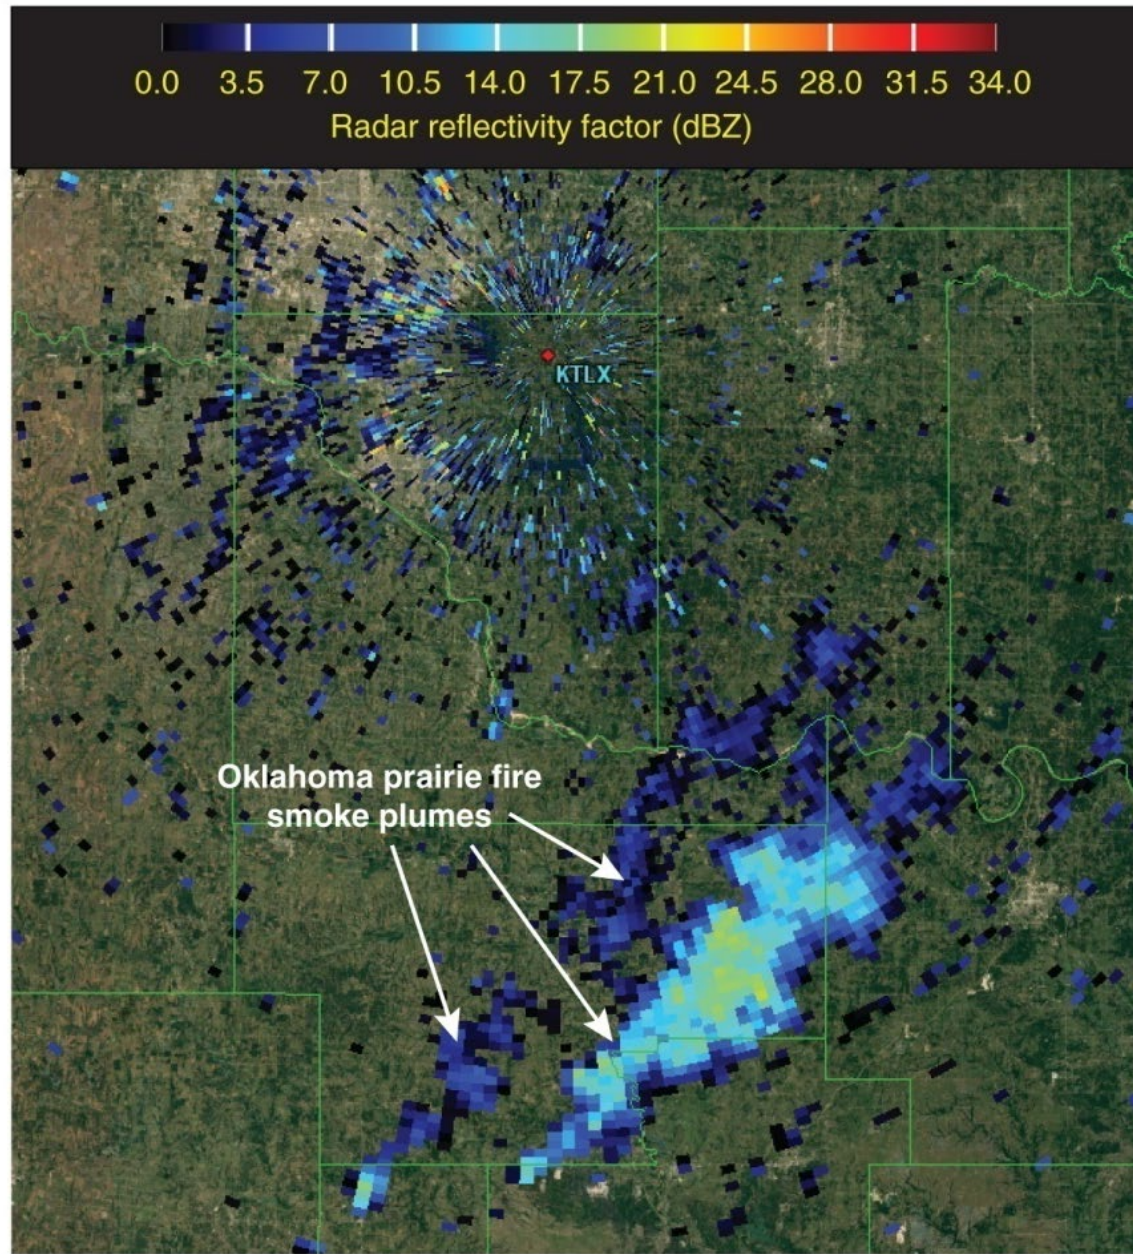 0.0 3.5 7.0 10.5 14.0 17.5 21.0 24.5 28.0 31.5 34.0
Radar reflectivity factor (dBZ)
KTLX
Oklahoma prairie fire
smoke plumes